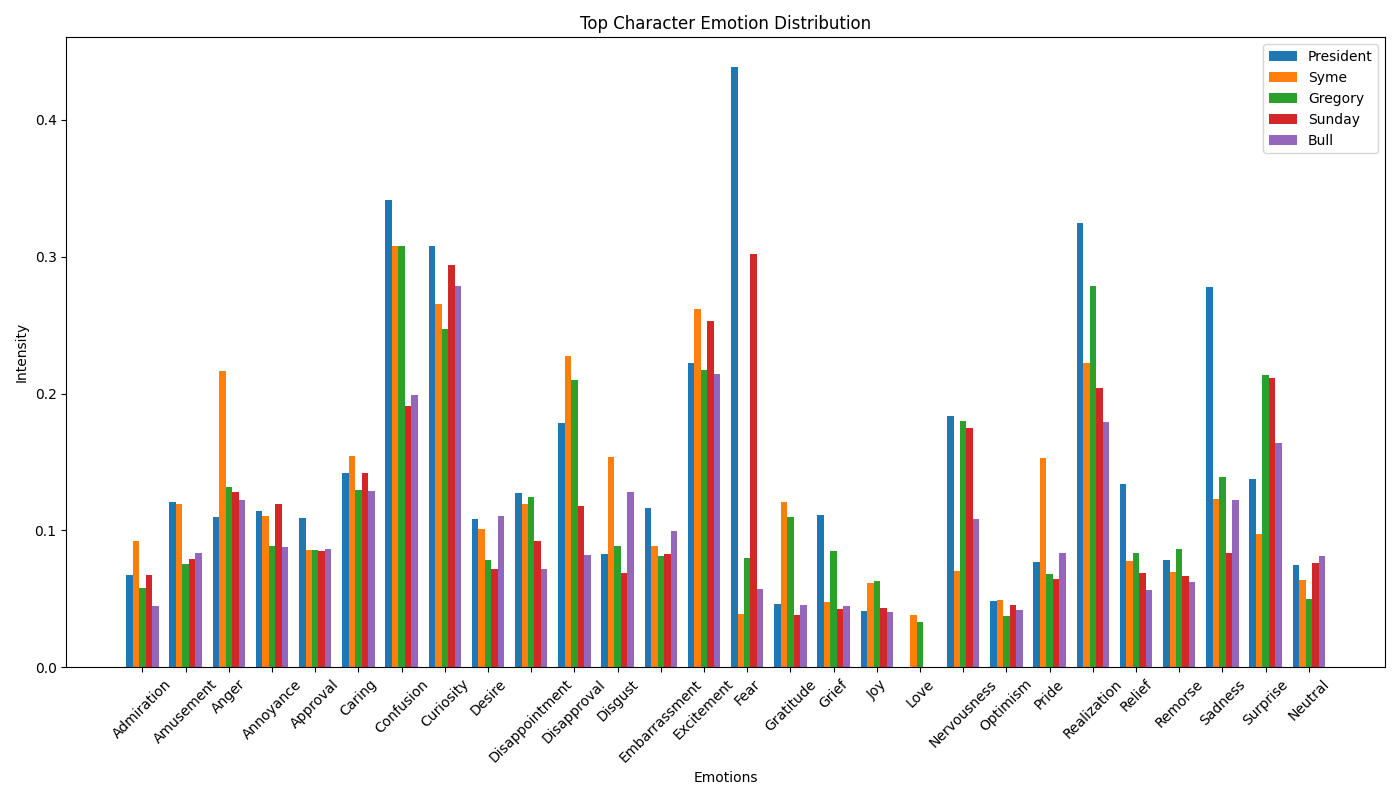 Top Character Emotion Distribution
President
Syme
Gregory
Sunday
Bull
Intensity
0.4
0.3
0.2
0.1
0.0
Admiration
Amusement
Anger
Annoyance
Approval
Caring
Confusion
Curiosity
Desire
Disappointment
Disapproval
Disgust
Embarrassment
Excitement
Fear
Gratitude
Grief
Joy
Love
Nervousness
Optimism
Pride
Realization
Relief
Remorse
Sadness
Surprise
Neutral
Emotions